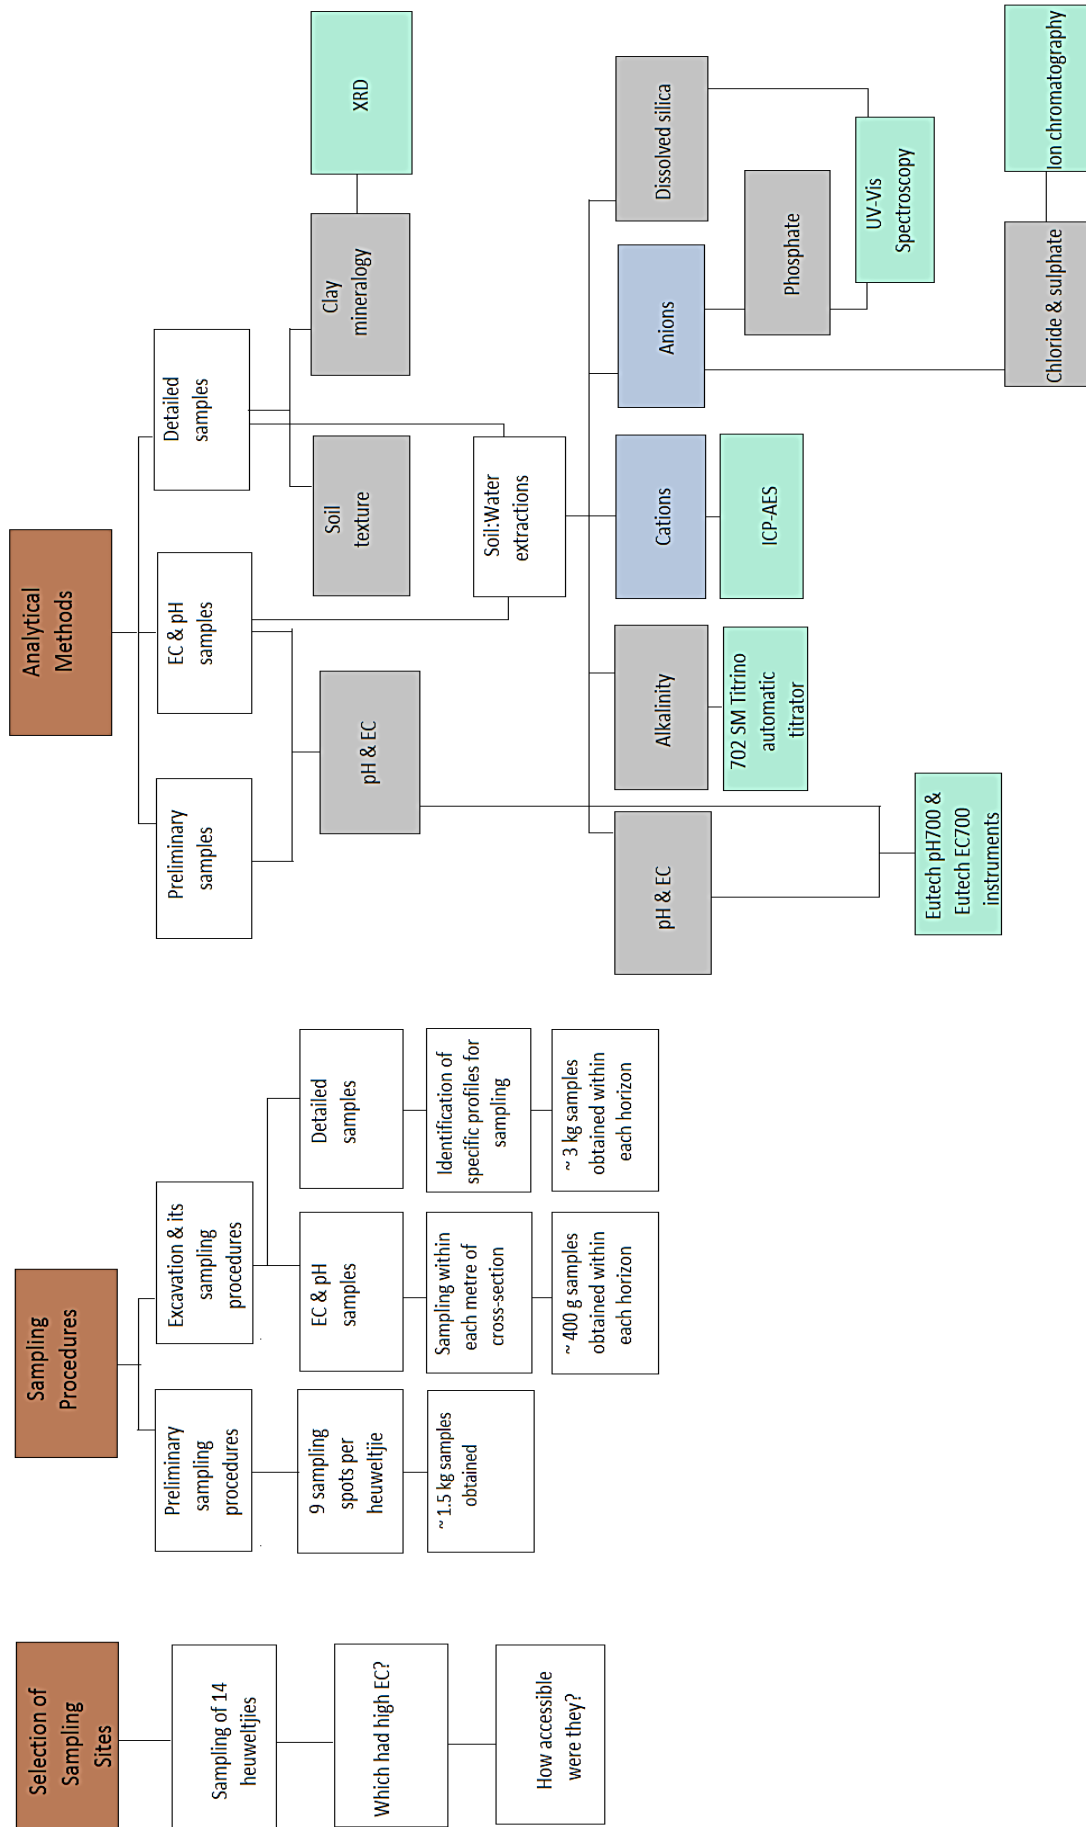 Selection of
Sampling
Sites
Sampling of 14
heuweltjies
Which had high EC?
How accessible
were they?
Sampling
Procedures
Preliminary
sampling
procedures
9 sampling
spots per
heuweltjie
~ 1.5 kg samples
obtained
Excavation & its
sampling
procedures
EC & pH
samples
Sampling within
each metre of
cross-section
~ 400 g samples
obtained within
each horizon
Detailed
samples
Identification of
specific profiles for
sampling
~ 3 kg samples
obtained within
each horizon
Analytical
Methods
Preliminary
samples
EC & pH
samples
Detailed
samples
pH & EC
Soil
texture
Clay
mineralogy
XRD
Soil:Water
extractions
pH & EC
Alkalinity
Cations
Anions
Dissolved silica
702 SM Titrino
automatic
titrator
ICP-AES
Phosphate
UV-Vis
Spectroscopy
Eutech pH700 &
Eutech EC700
instruments
Chloride & sulphate
Ion chromatography